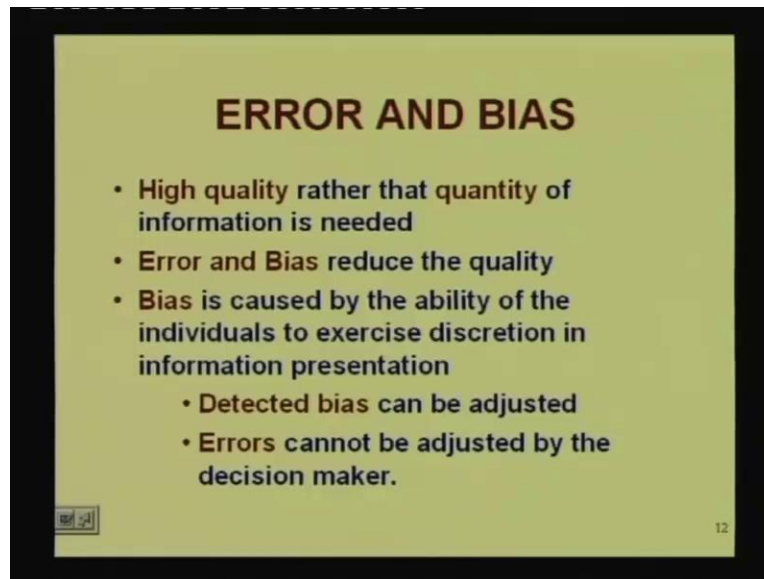 ERROR AND BIAS
• High quality rather that quantity of
information is needed
• Error and Bias reduce the quality
• Bias is caused by the ability of the
individuals to exercise discretion in
information presentation
• Detected bias can be adjusted
• Errors cannot be adjusted by the
decision maker.
12